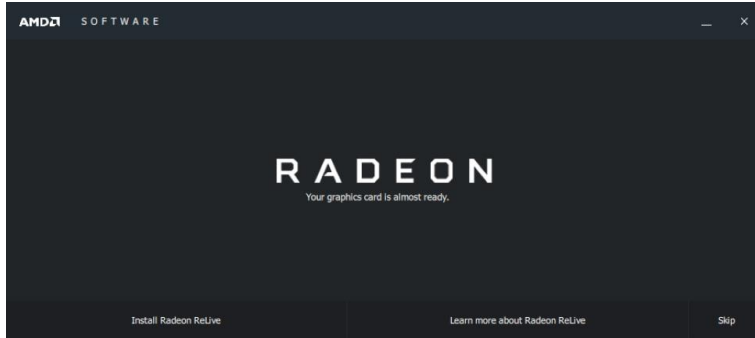 AMD SOFTWARE
RADEON
Your graphics card is almost ready.
Install Radeon ReLive Learn more about Radeon ReLive Skip